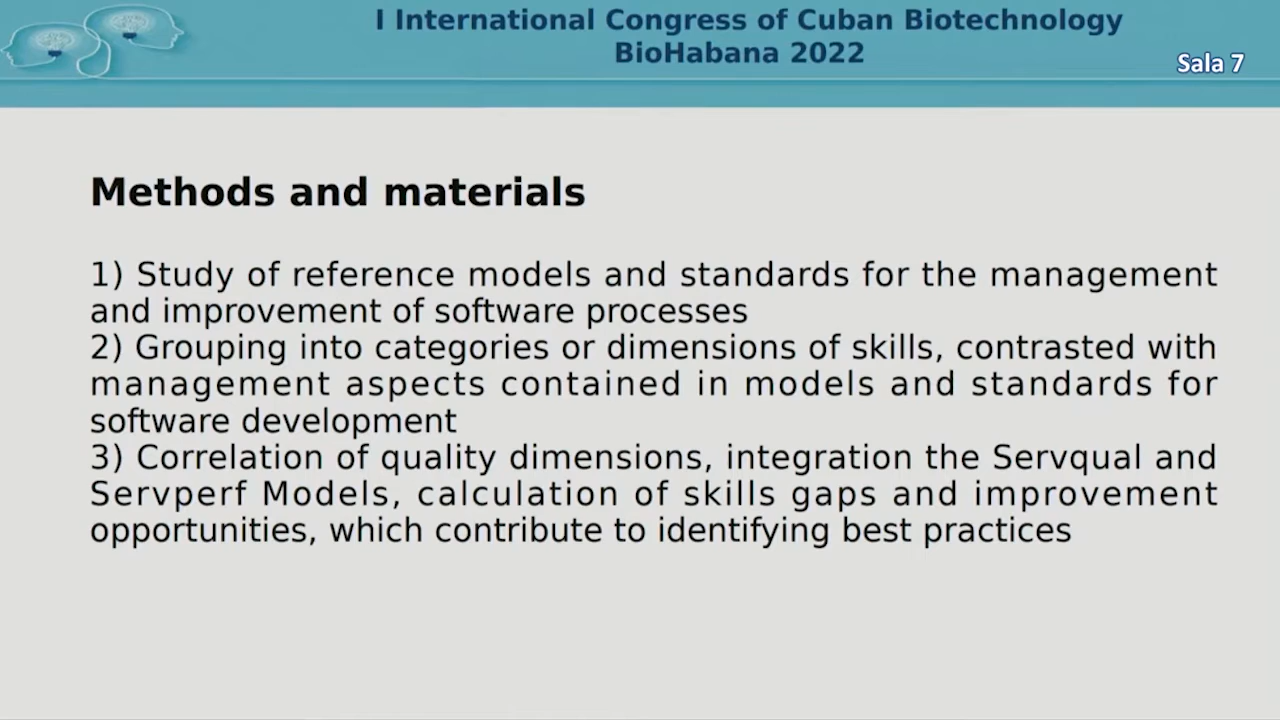 I International Congress of Cuban Biotechnology
BioHabana 2022
Sala 7
Methods and materials
1) Study of reference models and standards for the management
and improvement of software processes
2) Grouping into categories or dimensions of skills, contrasted with
management aspects contained in models and standards for
software development
3) Correlation of quality dimensions, integration the Servqual and
Servperf Models, calculation of skills gaps and improvement
opportunities, which contribute to identifying best practices